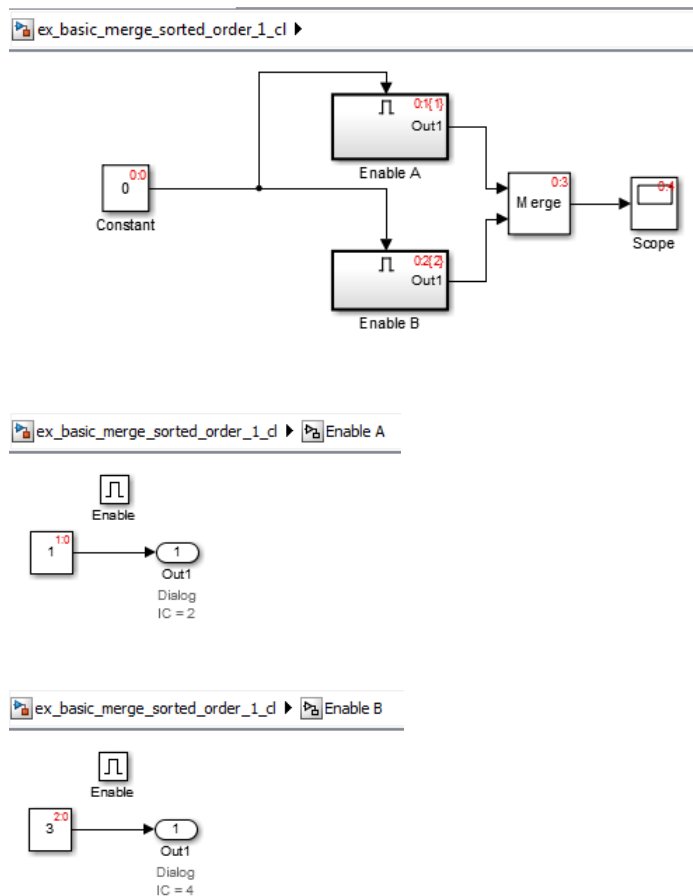 ex_basic_merge_sorted_order_1_cl
0:1{1}
Out1
Enable A
0:0
0
Constant
0:3
Merge
0:4
Scope
0:2{2}
Out1
Enable B
ex_basic_merge_sorted_order_1_cl Enable A
Enable
1:0
1
1
Out1
Dialog
IC = 2
ex_basic_merge_sorted_order_1_cl Enable B
Enable
2:0
3
1
Out1
Dialog
IC = 4